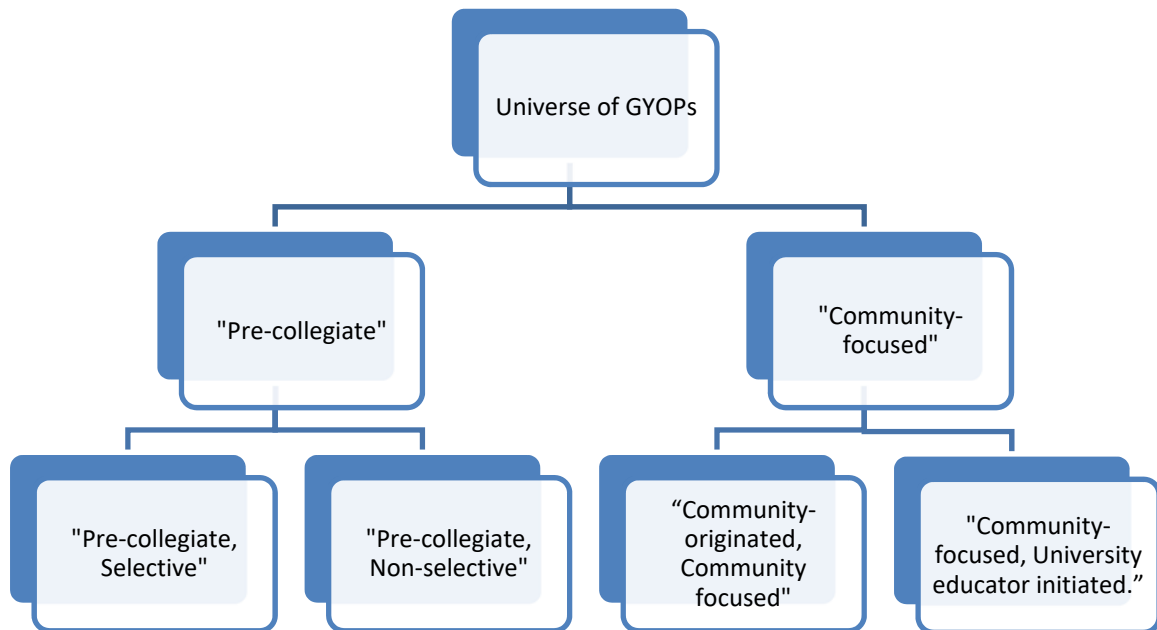 Universe of GYOPs
"Pre-collegiate"
"Community-
focused"
"Pre-collegiate,
Selective"
"Pre-collegiate,
Non-selective"
“Community-
originated,
Community
focused"
"Community-
focused, University
educator initiated.”